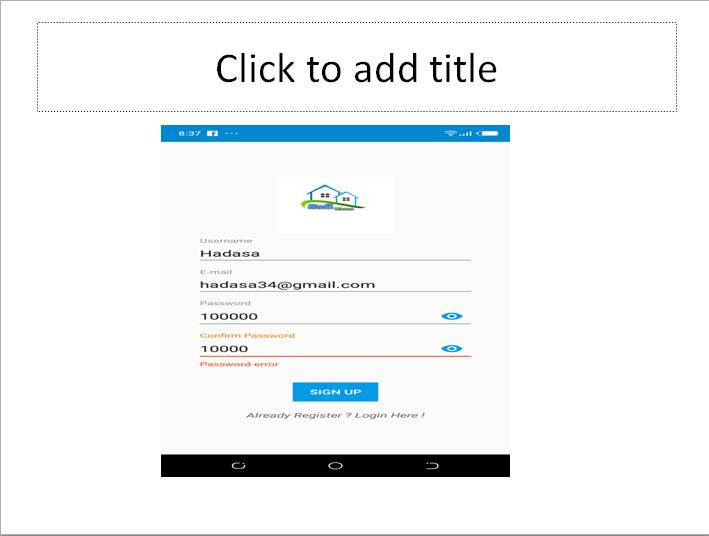 Click to add title
8:37
Username
Hadasa
E-mail
hadasa34@gmail.com
Password
100000
Confirm Password
10000
Password error
SIGN UP
Already Register ? Login Here !